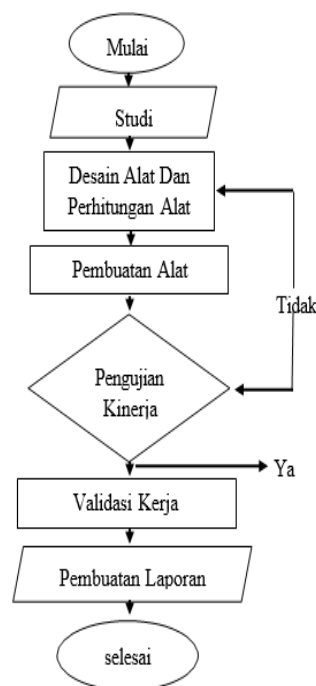 Mulai
Studi
Desain Alat Dan
Perhitungan Alat
Pembuatan Alat
Tidak
Pengujian
Kinerja
Ya
Validasi Kerja
Pembuatan Laporan
selesai